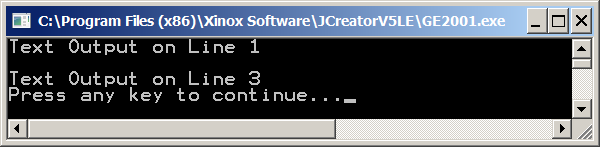 C:\Program Files (x86)\Xinox Software\JCreatorV5LE\GE2001.exe
Text Output on Line 1
Text Output on Line 3
Press any key to continue..._